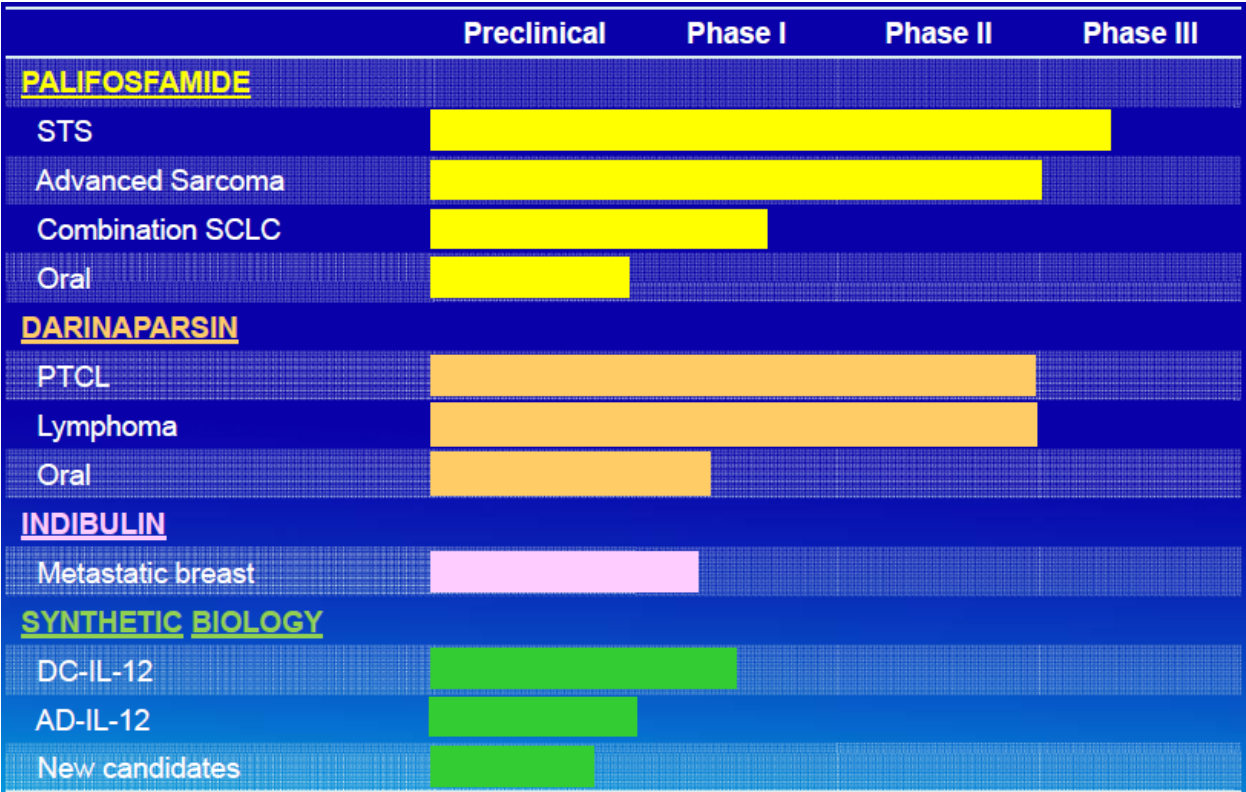 Preclinical Phase I Phase II Phase III
PALIFOSFAMIDE
STS
Advanced Sarcoma
Combination SCLC
Oral
DARINAPARSIN
PTCL
Lymphoma
Oral
INDIBULIN
Metastatic breast
SYNTHETIC BIOLOGY
DC-IL-12
AD-IL-12
New candidates